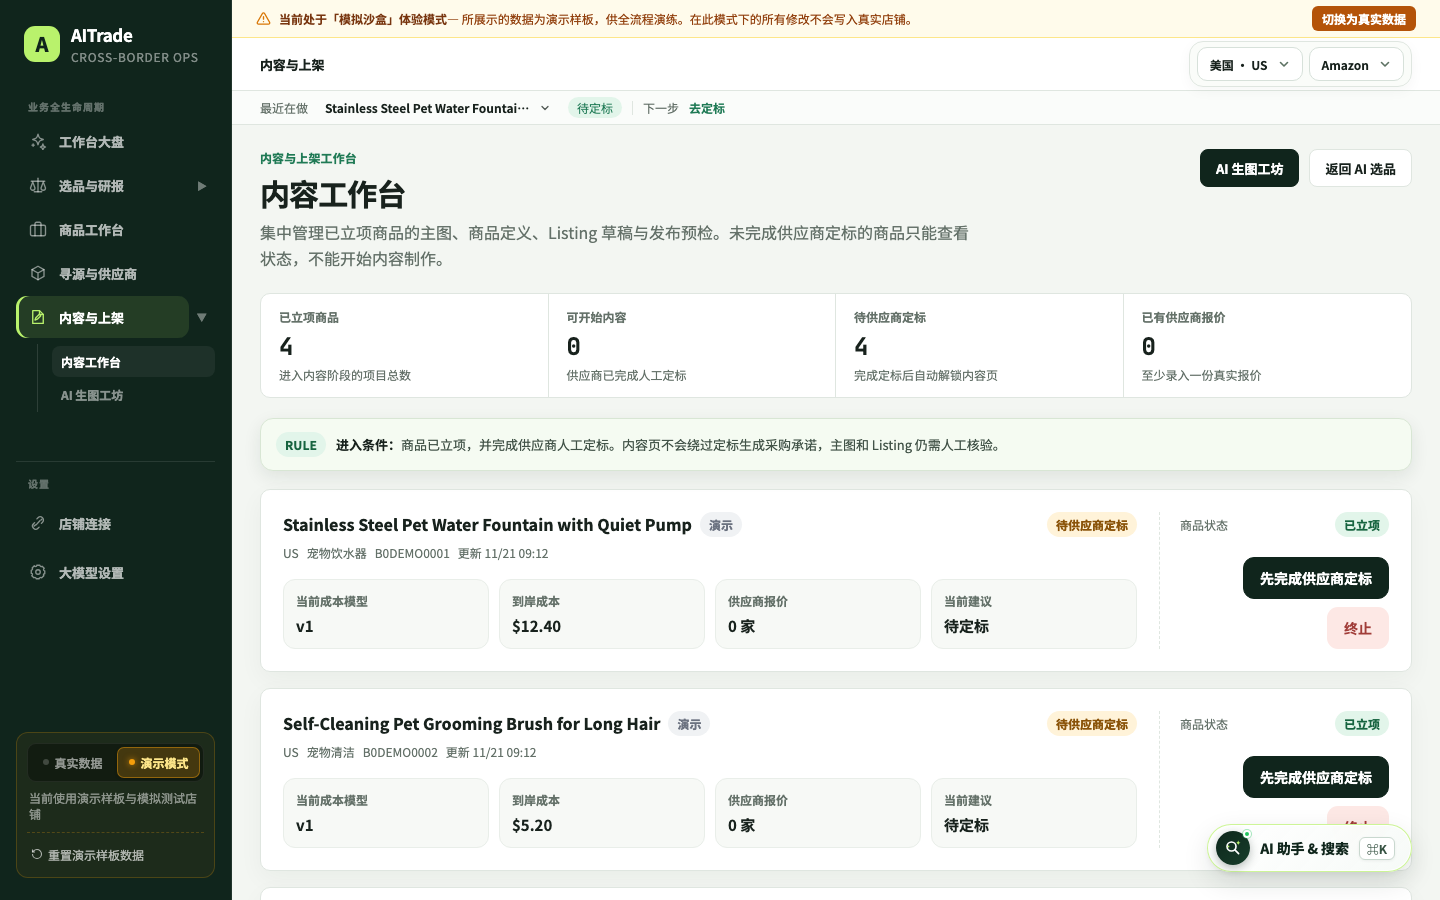 A
AITrade
CROSS-BORDER OPS
业务全生命周期
工作台大盘
选品与研报
商品工作台
寻源与供应商
内容与上架
内容工作台
AI 生图工坊
设置
店铺连接
大模型设置
真实数据
演示模式
当前使用演示样板与模拟测试店
铺
重置演示样板数据
当前处于「模拟沙盒」体验模式— 所展示的数据为演示样板，供全流程演练。在此模式下的所有修改不会写入真实店铺。
切换为真实数据
内容与上架
美国 · US
Amazon
最近在做
Stainless Steel Pet Water Fountai…
待定标
下一步
去定标
内容与上架工作台
内容工作台
集中管理已立项商品的主图、商品定义、Listing 草稿与发布预检。未完成供应商定标的商品只能查看
状态，不能开始内容制作。
AI 生图工坊
返回 AI 选品
已立项商品
4
进入内容阶段的项目总数
可开始内容
0
供应商已完成人工定标
待供应商定标
4
完成定标后自动解锁内容页
已有供应商报价
0
至少录入一份真实报价
RULE
进入条件：商品已立项，并完成供应商人工定标。内容页不会绕过定标生成采购承诺，主图和 Listing 仍需人工核验。
Stainless Steel Pet Water Fountain with Quiet Pump
演示
待供应商定标
US 宠物饮水器 B0DEMO0001 更新 11/21 09:12
当前成本模型
v1
到岸成本
$12.40
供应商报价
0 家
当前建议
待定标
商品状态
已立项
先完成供应商定标
终止
Self-Cleaning Pet Grooming Brush for Long Hair
演示
待供应商定标
US 宠物清洁 B0DEMO0002 更新 11/21 09:12
当前成本模型
v1
到岸成本
$5.20
供应商报价
0 家
当前建议
待定标
商品状态
已立项
先完成供应商定标
AI 助手 & 搜索
⌘K